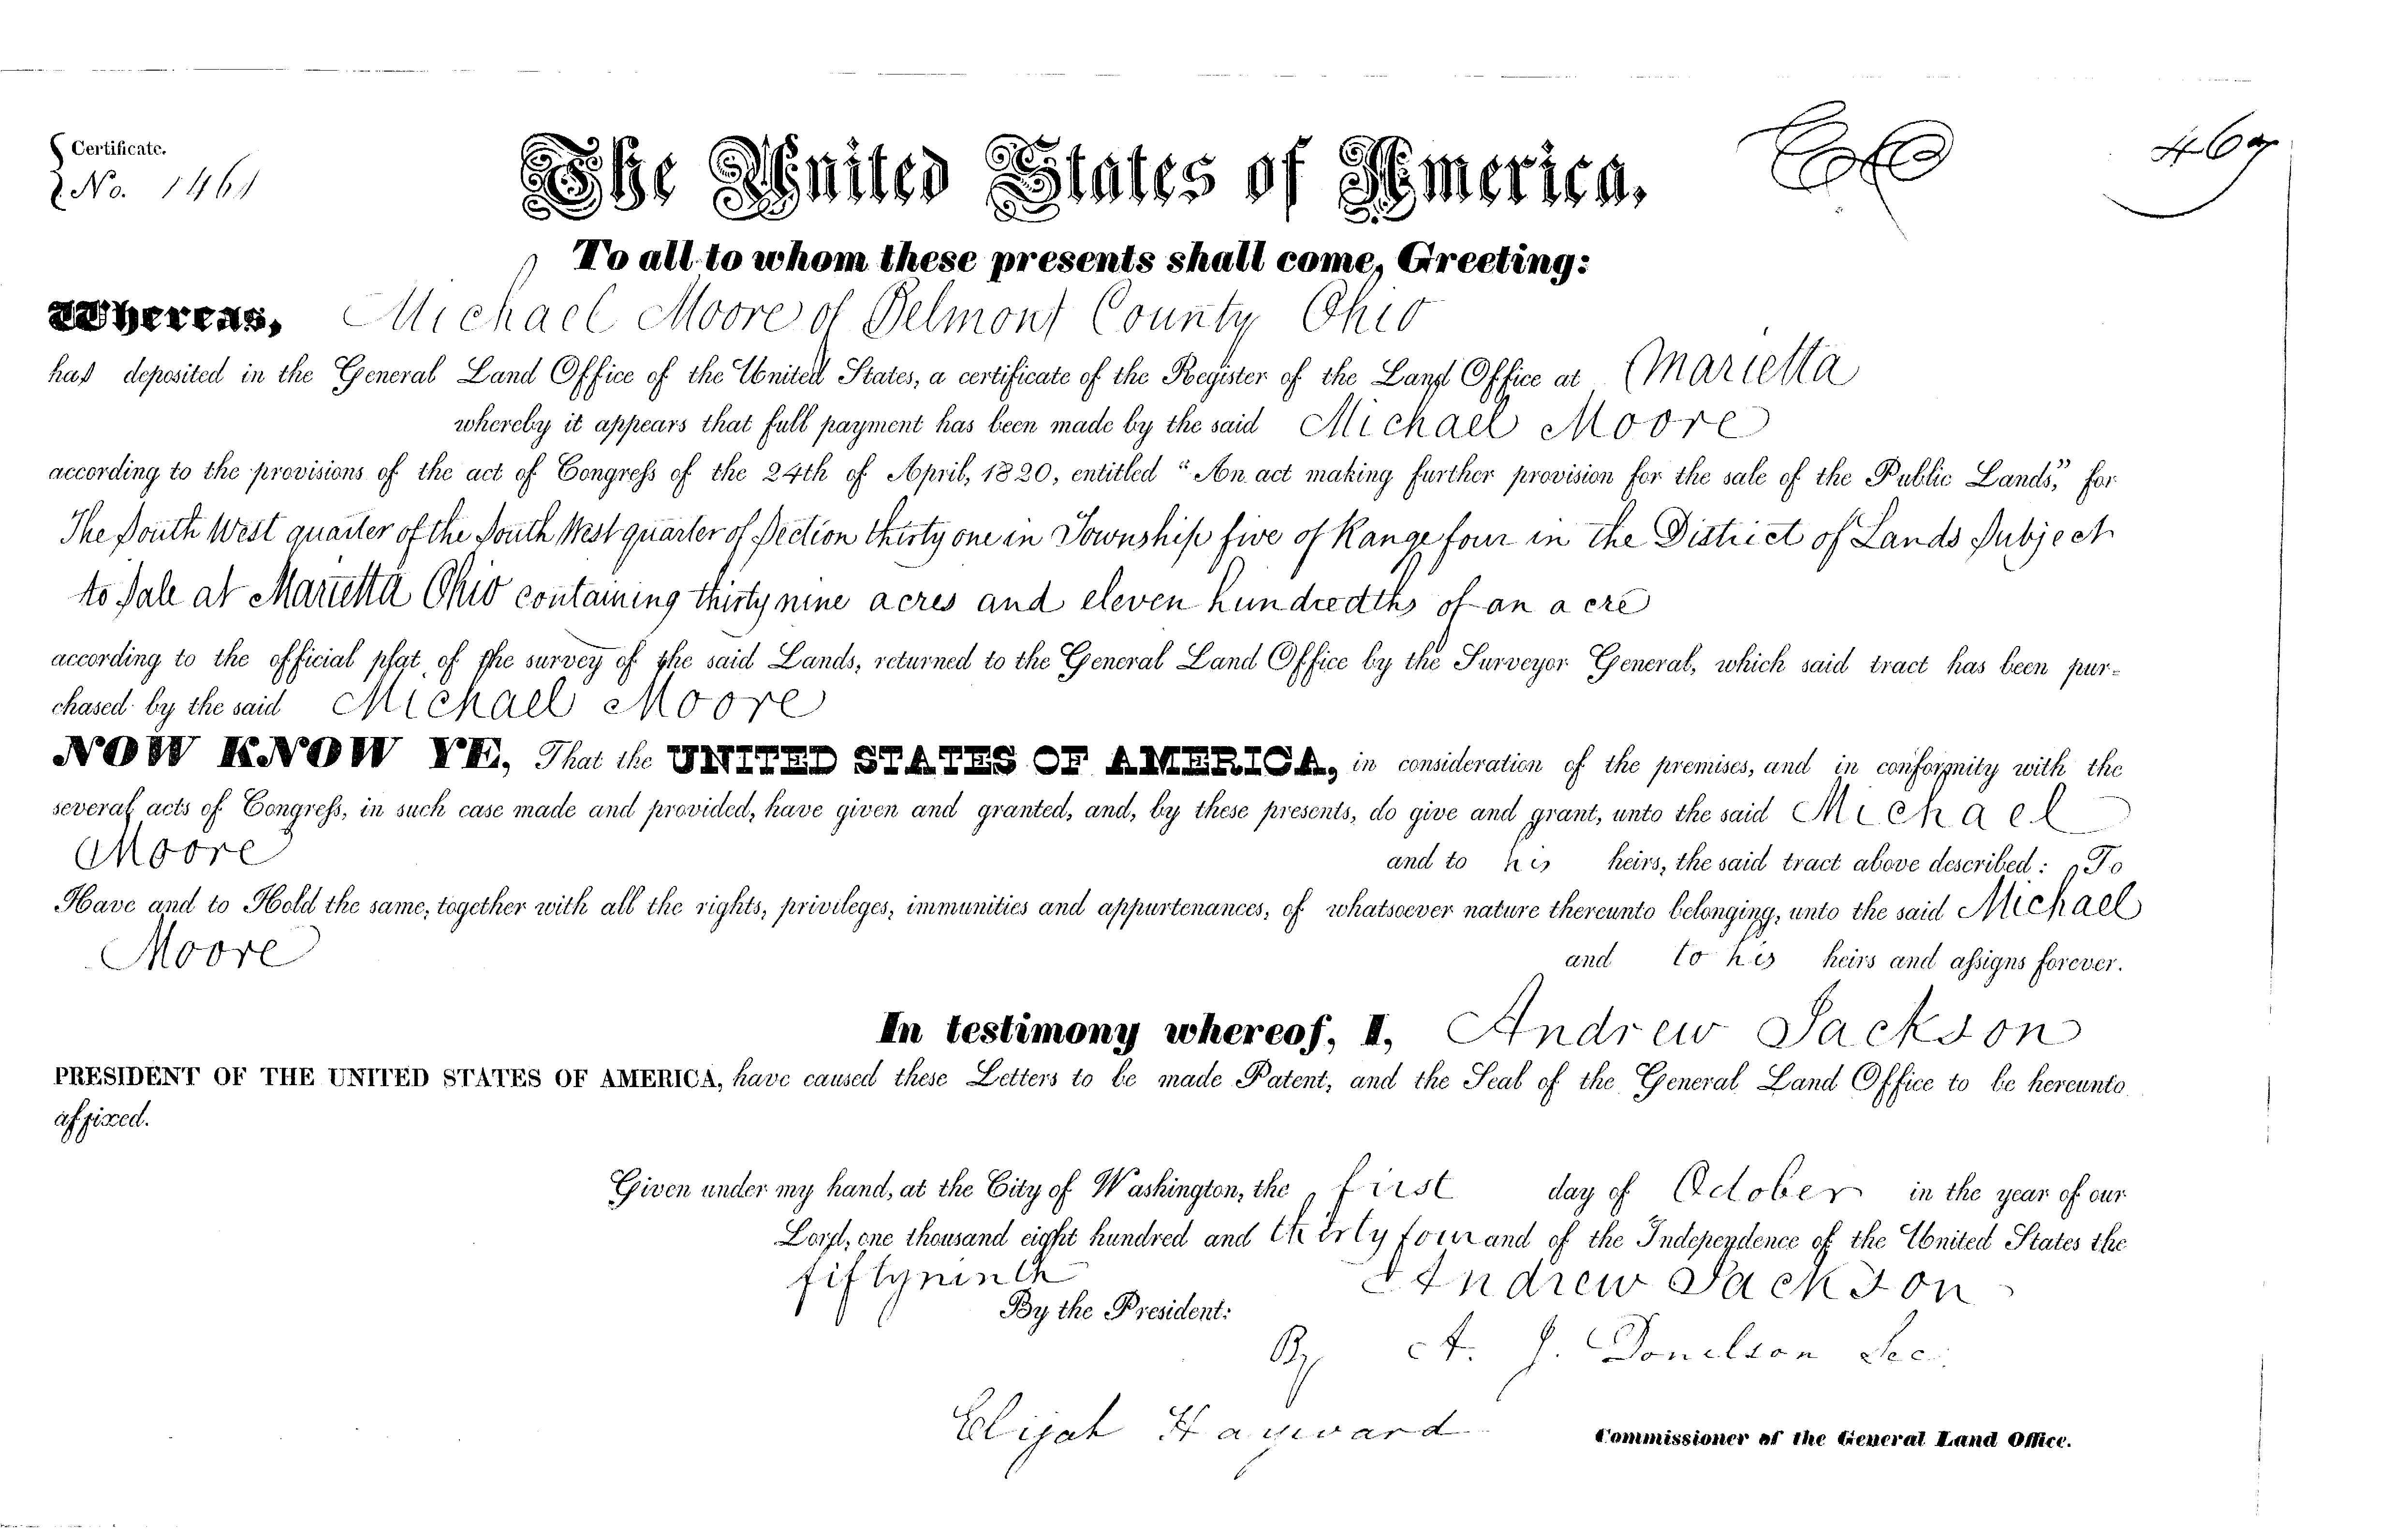 Certificate.
No. 1461
The United States of America,
To all to whom these presents shall come, Greeting:
Whereas, Michael Moore of Belmont County Ohio
has deposited in the General Land Office of the United States, a certificate of the Register of the Land Office at Marietta
whereby it appears that full payment has been made by the said Michael Moore
according to the provisions of the act of Congress of the 24th of April, 1820, entitled "An act making further provision for the sale of the Public Lands," for
The South West quarter of the South West quarter of Section thirty one in Township five of Range four in the District of Lands Subject
to Sale at Marietta Ohio containing thirty nine acres and eleven hundredths of an acre
according to the official plat of the survey of the said Lands, returned to the General Land Office by the Surveyor General, which said tract has been pur-
chased by the said Michael Moore
NOW KNOW YE, That the UNITED STATES OF AMERICA, in consideration of the premises, and in conformity with the
several acts of Congress, in such case made and provided, have given and granted, and, by these presents, do give and grant, unto the said Michael
Moore and to his heirs, the said tract above described: To
Have and to Hold the same, together with all the rights, privileges, immunities and appurtenances, of whatsoever nature thereunto belonging, unto the said Michael
Moore and to his heirs and assigns forever.
In testimony whereof, I, Andrew Jackson
PRESIDENT OF THE UNITED STATES OF AMERICA, have caused these Letters to be made Patent, and the Seal of the General Land Office to be hereunto
affixed.
Given under my hand, at the City of Washington, the first day of October in the year of our
Lord, one thousand eight hundred and thirty four and of the Independence of the United States the
fifty ninth Andrew Jackson
By the President:
By A. J. Donelson Sec.
Elijah Hayward Commissioner of the General Land Office.